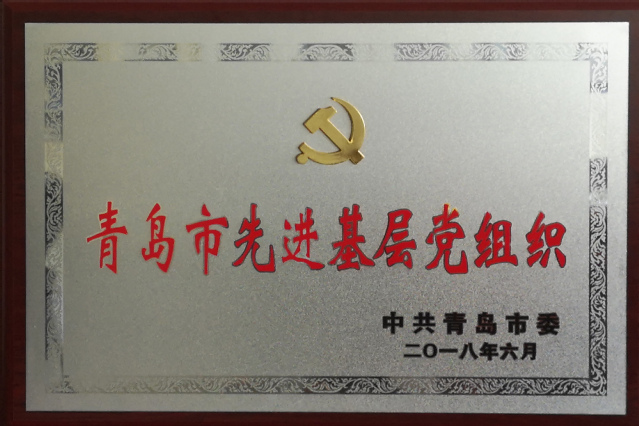 青岛市先进基层党组织
中共青岛市委
二〇一八年六月